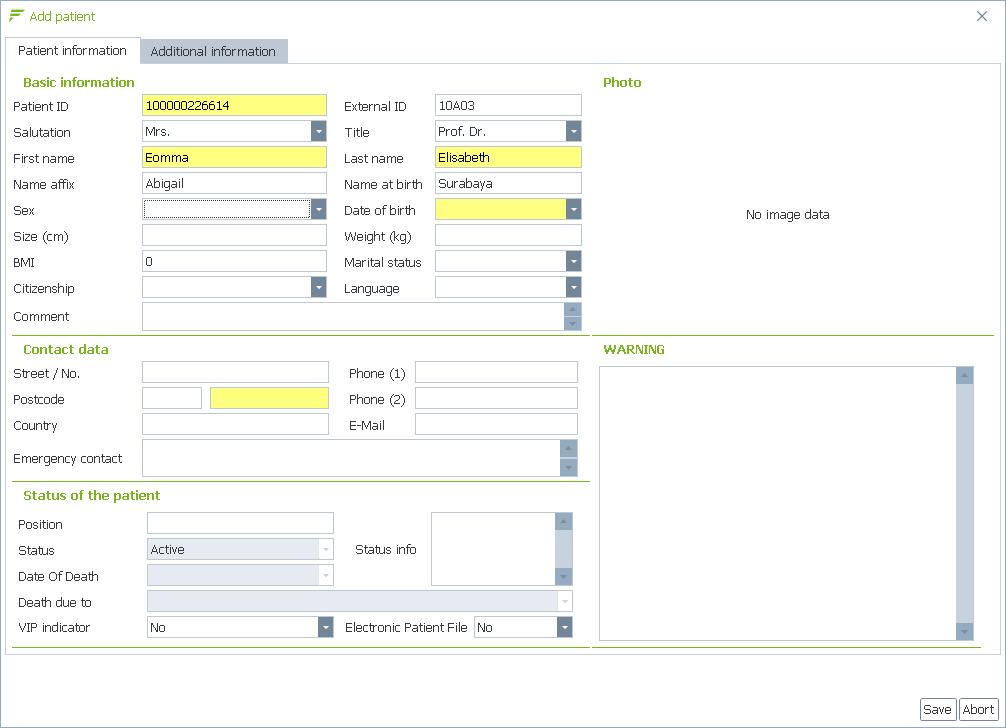 Add patient
Patient information Additional information
Basic information Photo
Patient ID 100000226614 External ID 10A03
Salutation Mrs. Title Prof. Dr.
First name Eomma Last name Elisabeth
Name affix Abigail Name at birth Surabaya
Sex Date of birth
No image data
Size (cm) Weight (kg)
BMI 0 Marital status
Citizenship Language
Comment
Contact data WARNING
Street / No. Phone (1)
Postcode Phone (2)
Country E-Mail
Emergency contact
Status of the patient
Position
Status Active Status info
Date Of Death
Death due to
VIP indicator No Electronic Patient File No
Save Abort